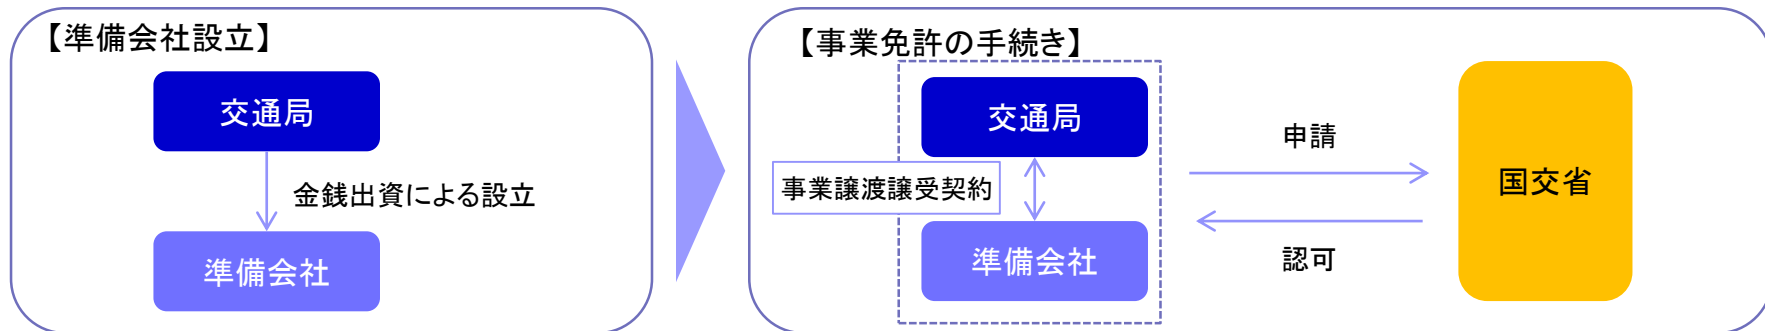 【準備会社設立】
交通局
金銭出資による設立
準備会社
【事業免許の手続き】
交通局
事業譲渡譲受契約
準備会社
申請
認可
国交省